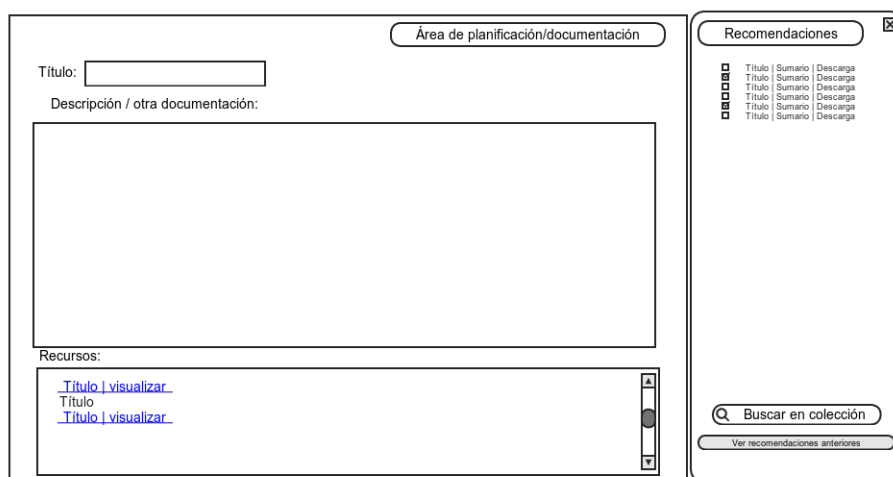 Área de planificación/documentación
Título:
Descripción / otra documentación:
Recursos:
Título | visualizar
Título
Título | visualizar
Recomendaciones
Título | Sumario | Descarga
Título | Sumario | Descarga
Título | Sumario | Descarga
Título | Sumario | Descarga
Título | Sumario | Descarga
Título | Sumario | Descarga
Buscar en colección
Ver recomendaciones anteriores